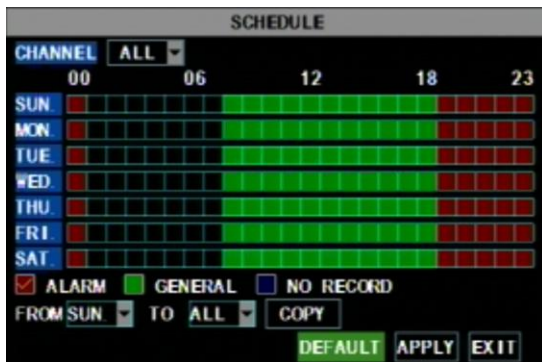 SCHEDULE
CHANNEL ALL
00 06 12 18 23
SUN.
MON.
TUE.
WED.
THU.
FRI.
SAT.
ALARM GENERAL NO RECORD
FROM SUN. TO ALL COPY
DEFAULT APPLY EXIT